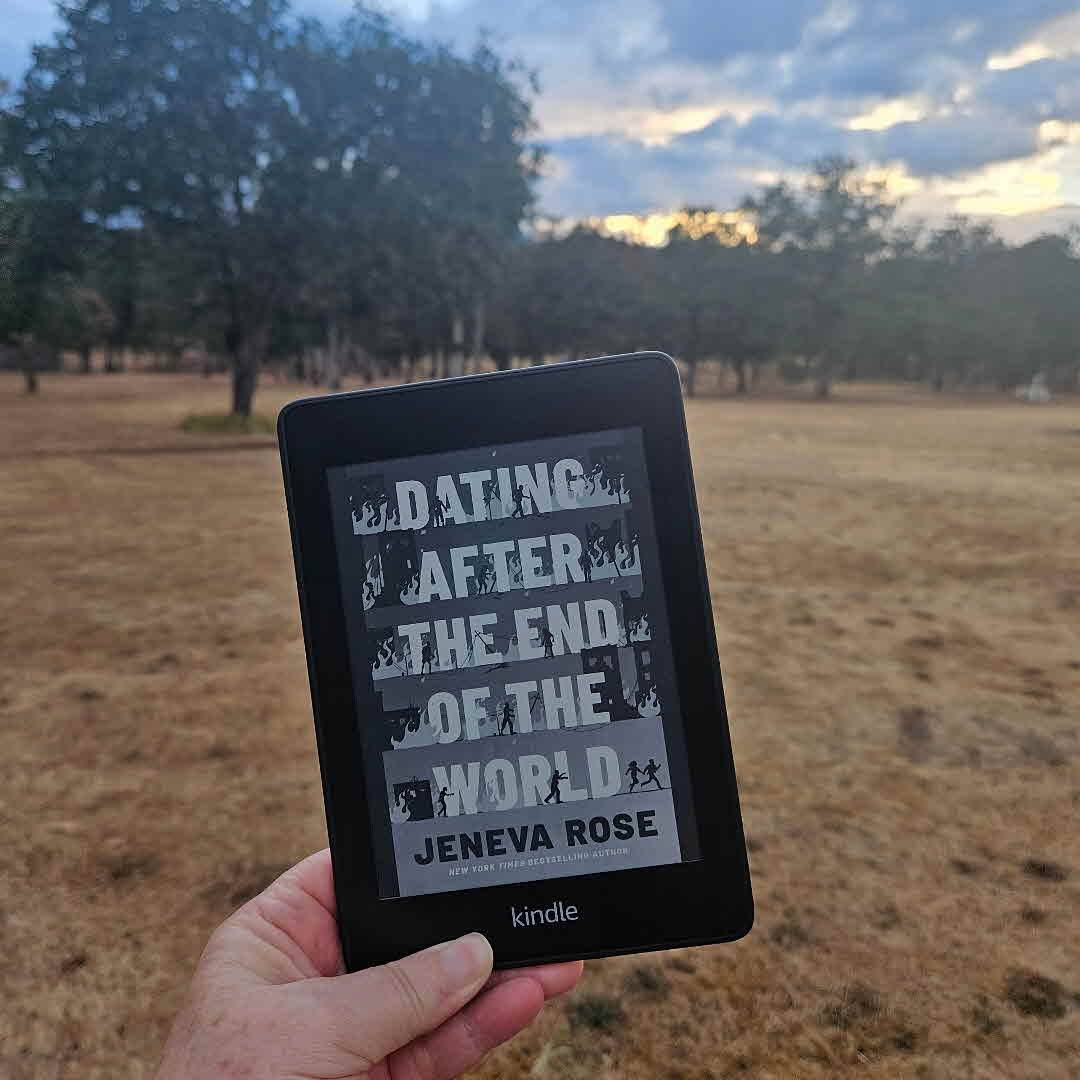 DATING
AFTER
THE END
OF THE
WORLD
JENEVA ROSE
NEW YORK TIMES BESTSELLING AUTHOR
kindle